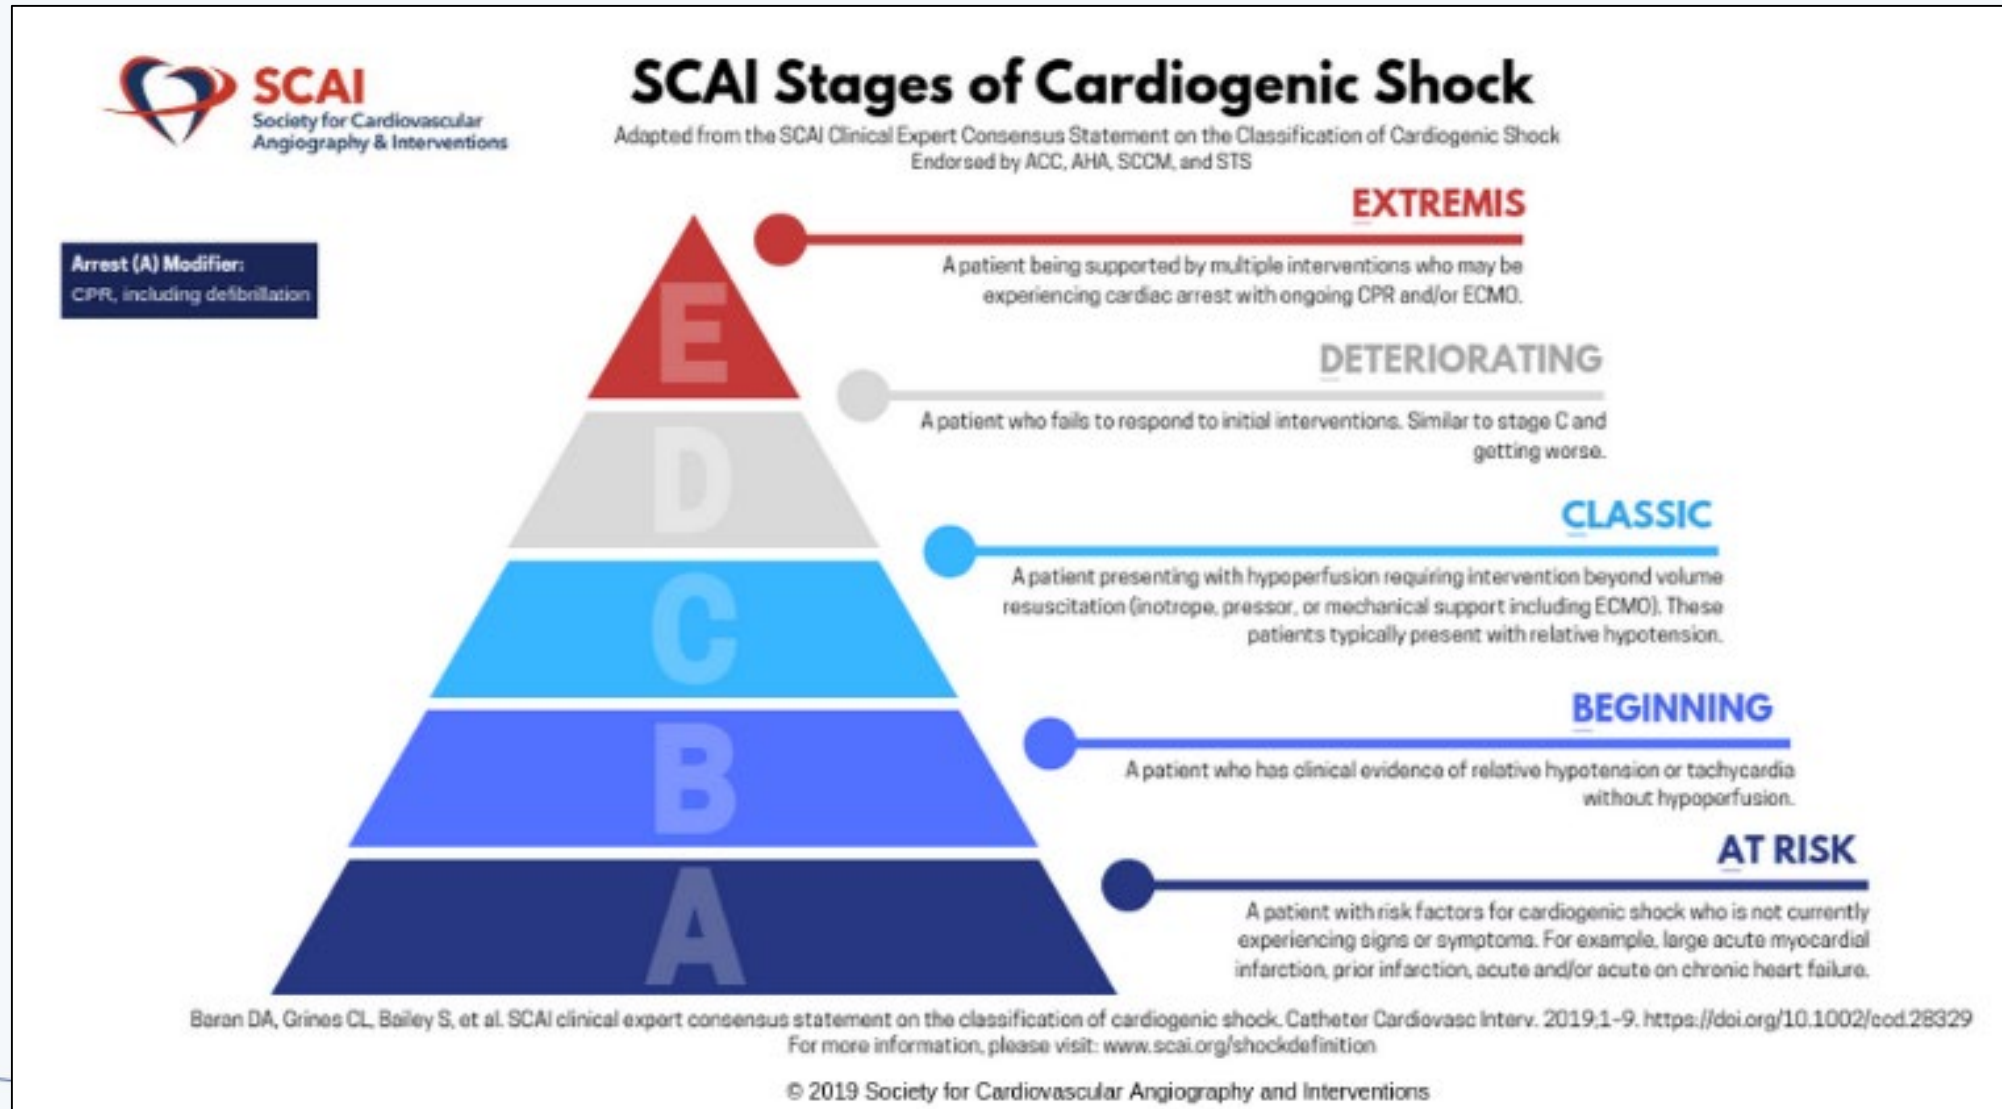 SCAI
Society for Cardiovascular
Angiography & Interventions
SCAI Stages of Cardiogenic Shock
Adapted from the SCAI Clinical Expert Consensus Statement on the Classification of Cardiogenic Shock
Endorsed by ACC, AHA, SCCM, and STS
Arrest (A) Modifier:
CPR, including defibrillation
E
EXTREMIS
A patient being supported by multiple interventions who may be
experiencing cardiac arrest with ongoing CPR and/or ECMO.
D
DETERIORATING
A patient who fails to respond to initial interventions. Similar to stage C and
getting worse.
C
CLASSIC
A patient presenting with hypoperfusion requiring intervention beyond volume
resuscitation (inotrope, pressor, or mechanical support including ECMO). These
patients typically present with relative hypotension.
B
BEGINNING
A patient who has clinical evidence of relative hypotension or tachycardia
without hypoperfusion.
A
AT RISK
A patient with risk factors for cardiogenic shock who is not currently
experiencing signs or symptoms. For example, large acute myocardial
infarction, prior infarction, acute and/or acute on chronic heart failure.
Baran DA, Grines CL, Bailey S, et al. SCAI clinical expert consensus statement on the classification of cardiogenic shock. Catheter Cardiovasc Interv. 2019;1-9. https://doi.org/10.1002/ccd.28329
For more information, please visit: www.scai.org/shockdefinition
© 2019 Society for Cardiovascular Angiography and Interventions